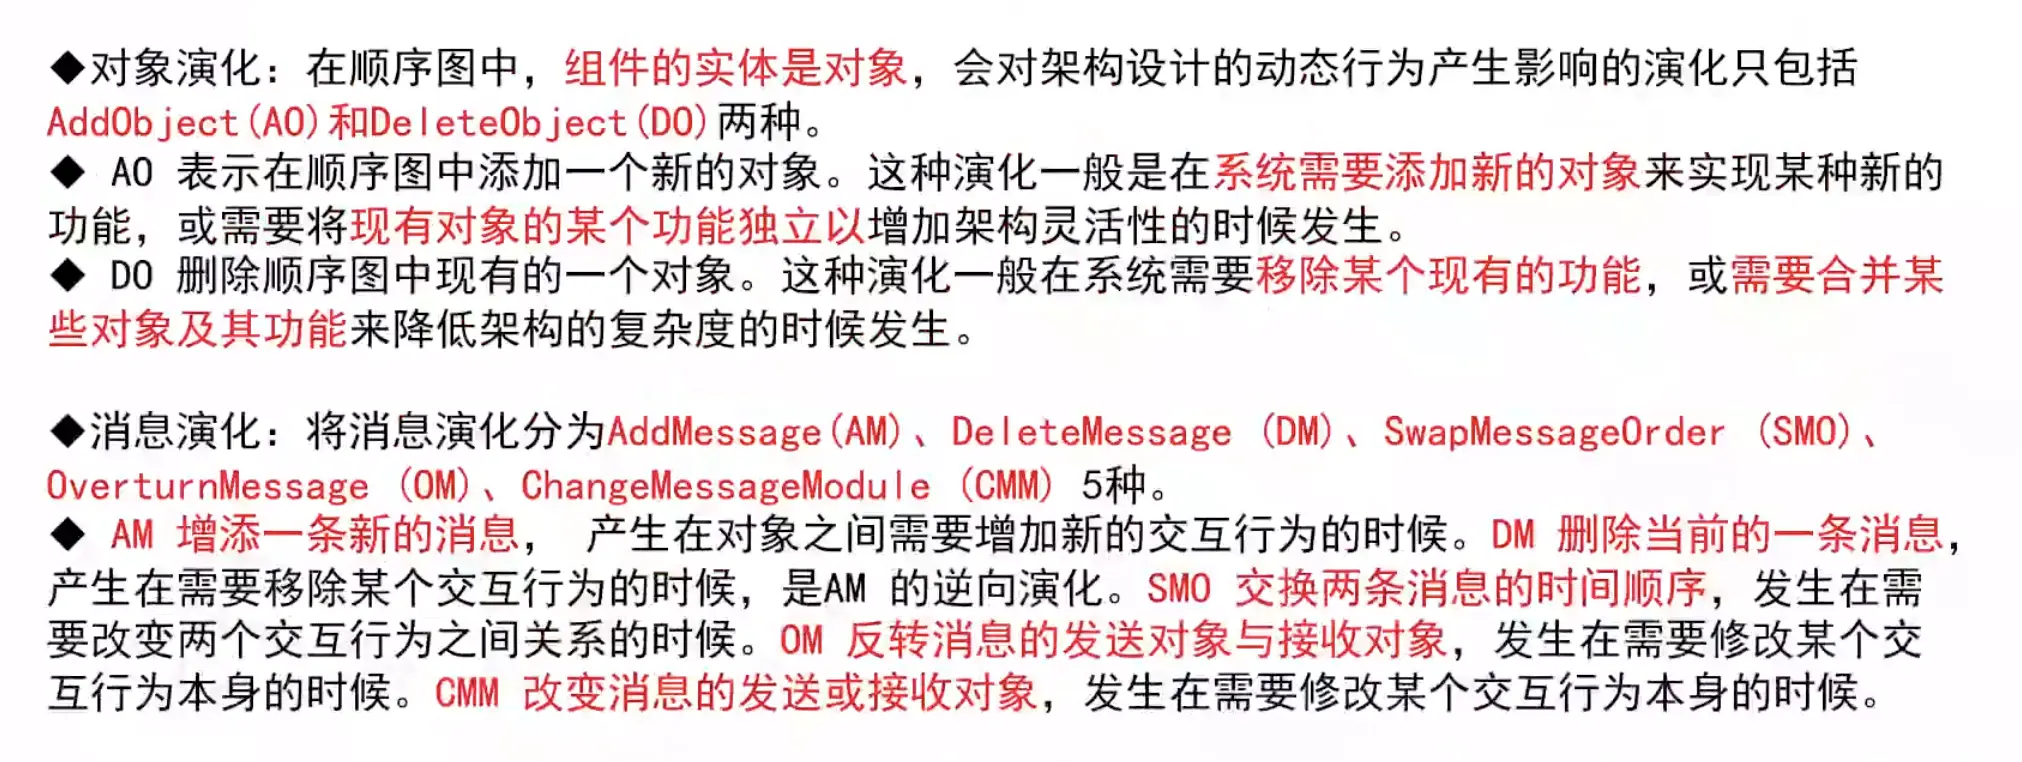 ◆对象演化：在顺序图中，组件的实体是对象，会对架构设计的动态行为产生影响的演化只包括
AddObject(AO)和DeleteObject(DO)两种。
◆ AO 表示在顺序图中添加一个新的对象。这种演化一般是在系统需要添加新的对象来实现某种新的
功能，或需要将现有对象的某个功能独立以增加架构灵活性的时候发生。
◆ DO 删除顺序图中现有的一个对象。这种演化一般在系统需要移除某个现有的功能，或需要合并某
些对象及其功能来降低架构的复杂度的时候发生。
◆消息演化：将消息演化分为AddMessage(AM)、DeleteMessage (DM)、SwapMessageOrder (SMO)、
OverturnMessage (OM)、ChangeMessageModule (CMM) 5种。
◆ AM 增添一条新的消息， 产生在对象之间需要增加新的交互行为的时候。DM 删除当前的一条消息，
产生在需要移除某个交互行为的时候，是AM 的逆向演化。SMO 交换两条消息的时间顺序，发生在需
要改变两个交互行为之间关系的时候。OM 反转消息的发送对象与接收对象，发生在需要修改某个交
互行为本身的时候。CMM 改变消息的发送或接收对象，发生在需要修改某个交互行为本身的时候。